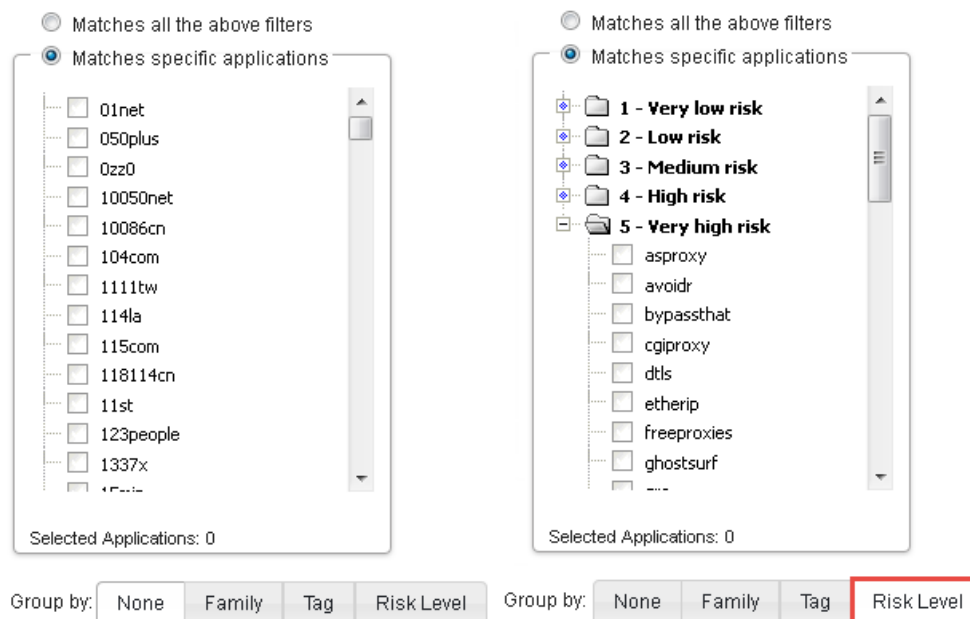 Matches all the above filters
Matches specific applications
01net
050plus
0zz0
10050net
10086cn
104com
1111tw
114la
115com
118114cn
11st
123people
1337x
Selected Applications: 0
Group by: None Family Tag Risk Level
Matches all the above filters
Matches specific applications
1 - Very low risk
2 - Low risk
3 - Medium risk
4 - High risk
5 - Very high risk
asproxy
avoidr
bypassthat
cgiproxy
dtls
etherip
freeproxies
ghostsurf
Selected Applications: 0
Group by: None Family Tag Risk Level